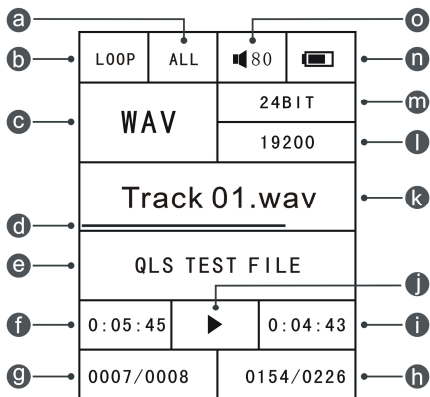 a o
b LOOP ALL 80 n
c WAV 24BIT m
19200 l
Track 01.wav k
d
e QLS TEST FILE
j
f 0:05:45 0:04:43 i
g 0007/0008 0154/0226 h